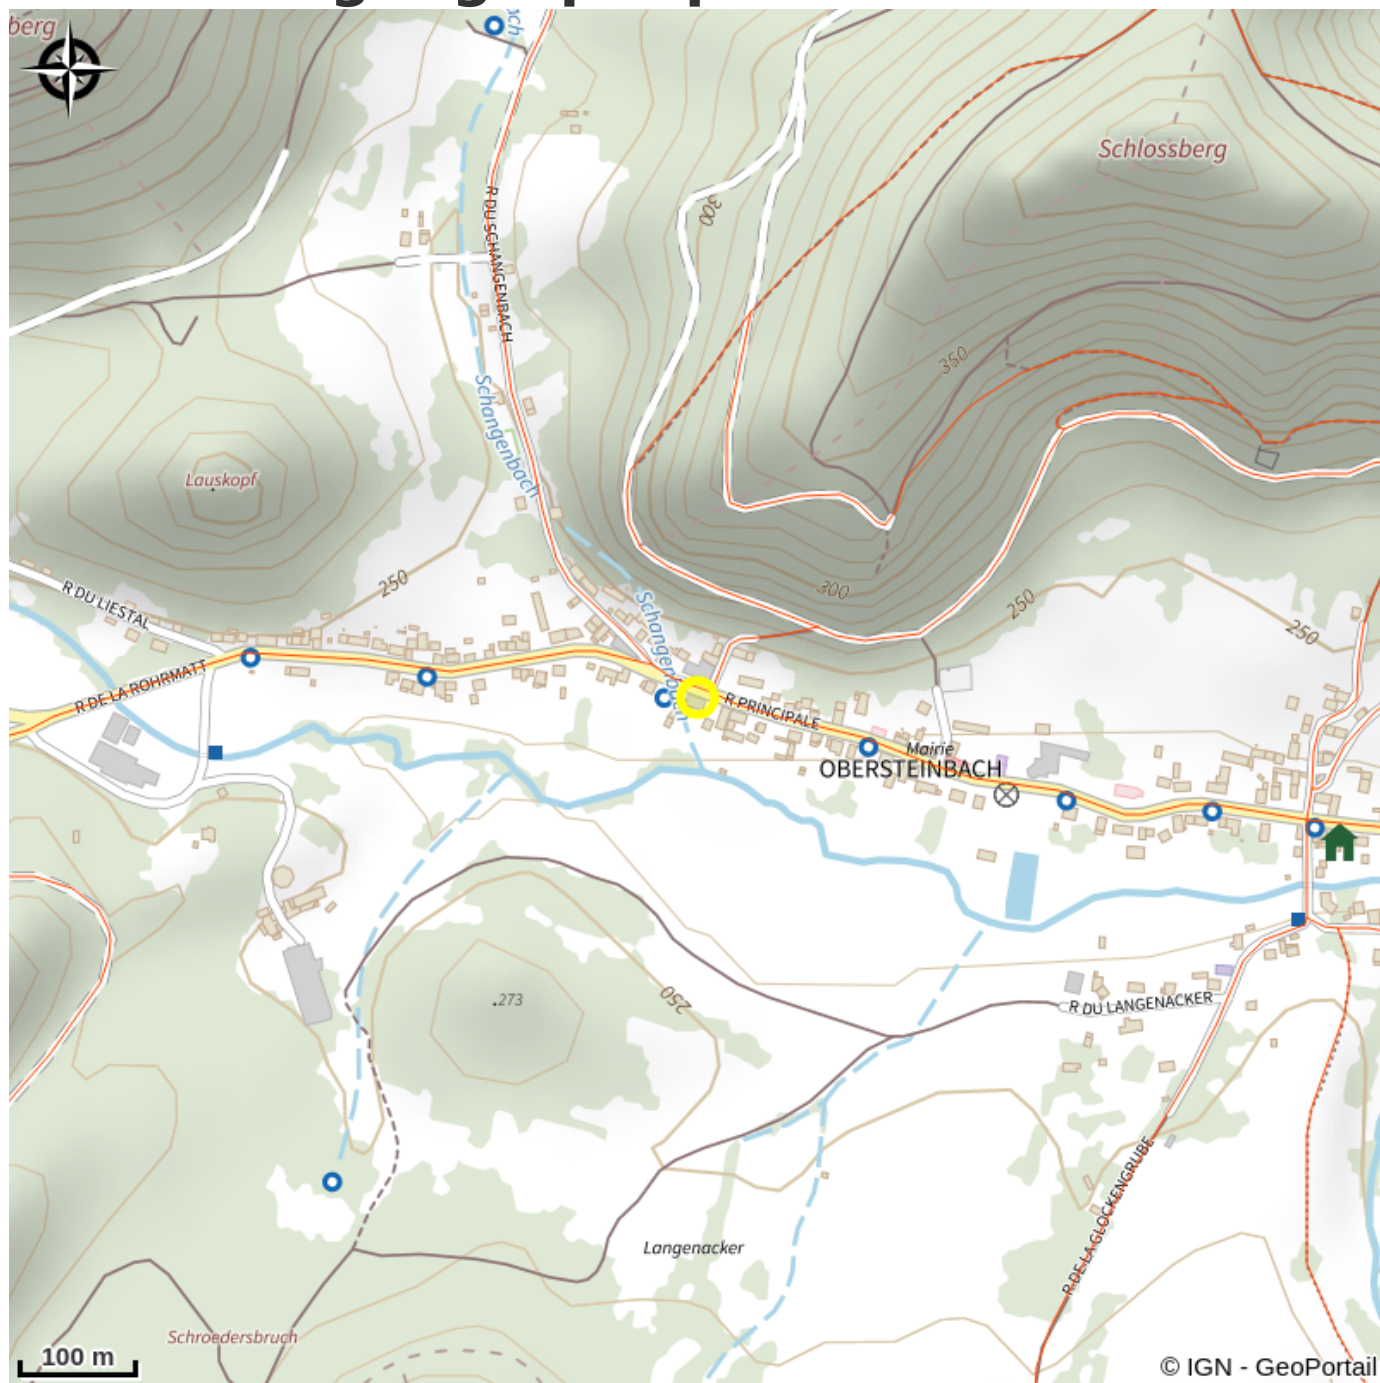 berg
Schlossberg
300
R DU SCHANGENBACH
350
Schangenbach
Lauskopf
250
300
250
250
R DU LIESTAL
Schangenbach
R DE LA ROHRMATT
R PRINCIPALE
Mairie
OBERSTEINBACH
273
250
R DU LANGENACKER
R DE LA GLOCKENGRUBE
Langenacker
Schroedersbruch
100 m
© IGN - GeoPortail